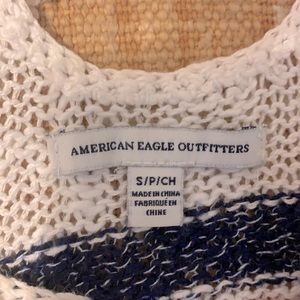 AMERICAN EAGLE OUTFITTERS
S/P/CH
MADE IN CHINA
FABRIQUÉ EN
CHINE